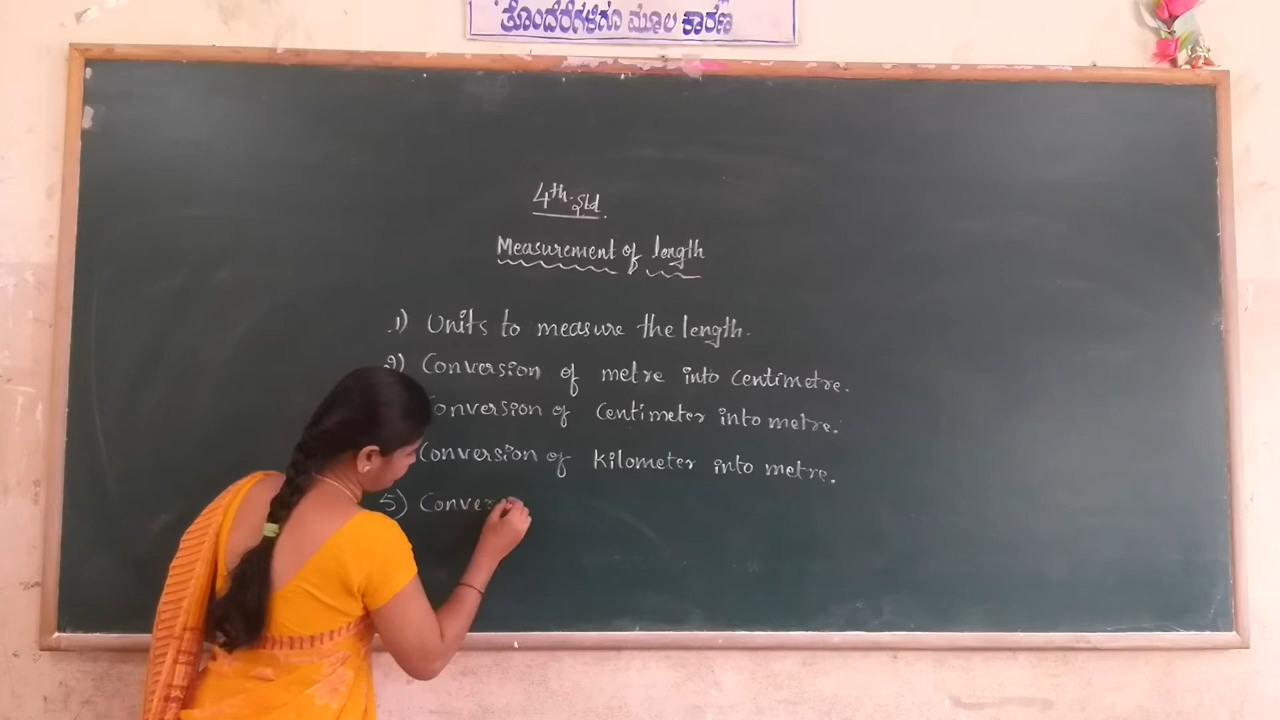 ತೊಂದರೆಗಳಿಗೂ ಮೂಲ ಕಾರಣ
4th Std.
Measurement of length
1) Units to measure the length.
2) Conversion of metre into Centimetre.
Conversion of Centimeter into metre.
Conversion of kilometer into metre.
5) Conver